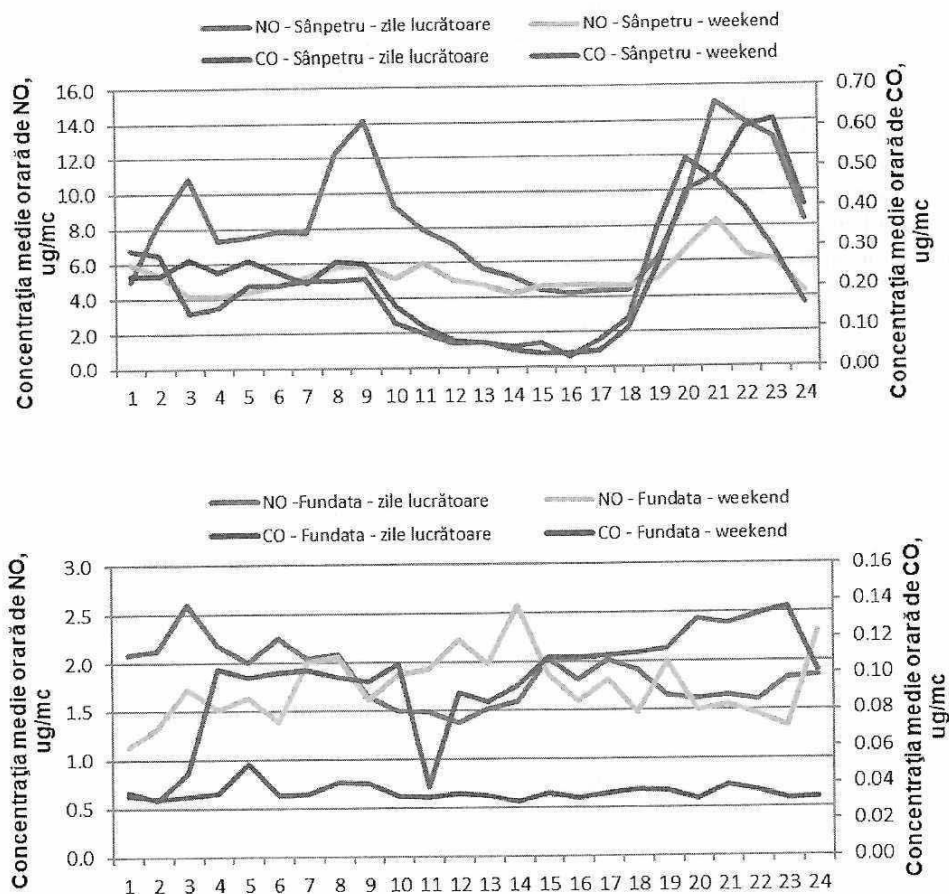 NO - Sânpetru - zile lucrătoare NO - Sânpetru - weekend
CO - Sânpetru - zile lucrătoare CO - Sânpetru - weekend
Concentrația medie orară de NO,
ug/mc
16.0
14.0
12.0
10.0
8.0
6.0
4.0
2.0
0.0
0.70
0.60
0.50
0.40
0.30
0.20
0.10
0.00
Concentrația medie orară de CO,
ug/mc
1 2 3 4 5 6 7 8 9 10 11 12 13 14 15 16 17 18 19 20 21 22 23 24
NO -Fundata - zile lucrătoare NO - Fundata - weekend
CO - Fundata - zile lucrătoare CO - Fundata - weekend
Concentrația medie orară de NO,
ug/mc
3.0
2.5
2.0
1.5
1.0
0.5
0.0
0.16
0.14
0.12
0.10
0.08
0.06
0.04
0.02
0.00
Concentrația medie orară de CO,
ug/mc
1 2 3 4 5 6 7 8 9 10 11 12 13 14 15 16 17 18 19 20 21 22 23 24